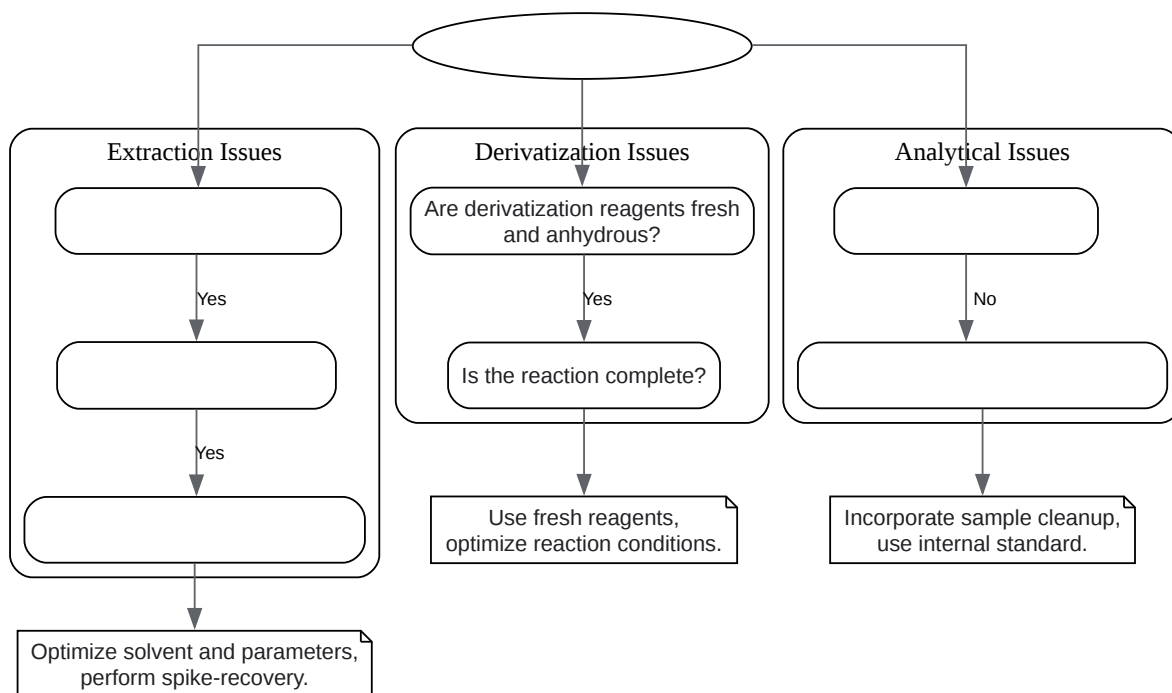 Extraction Issues
Yes
Yes
Optimize solvent and parameters,
perform spike-recovery.
Derivatization Issues
Are derivatization reagents fresh
and anhydrous?
Yes
Is the reaction complete?
Use fresh reagents,
optimize reaction conditions.
Analytical Issues
No
Incorporate sample cleanup,
use internal standard.